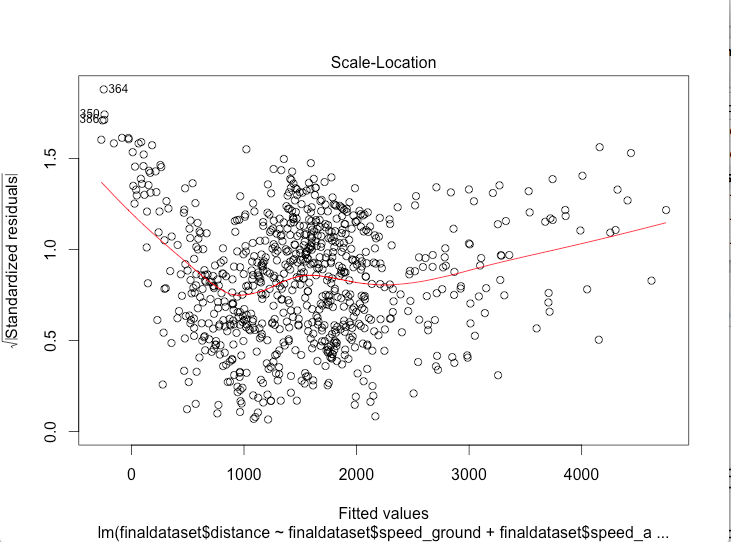 Scale-Location
364
350
386
√|Standardized residuals|
0.0 0.5 1.0 1.5
0 1000 2000 3000 4000
Fitted values
lm(finaldataset$distance ~ finaldataset$speed_ground + finaldataset$speed_a ...